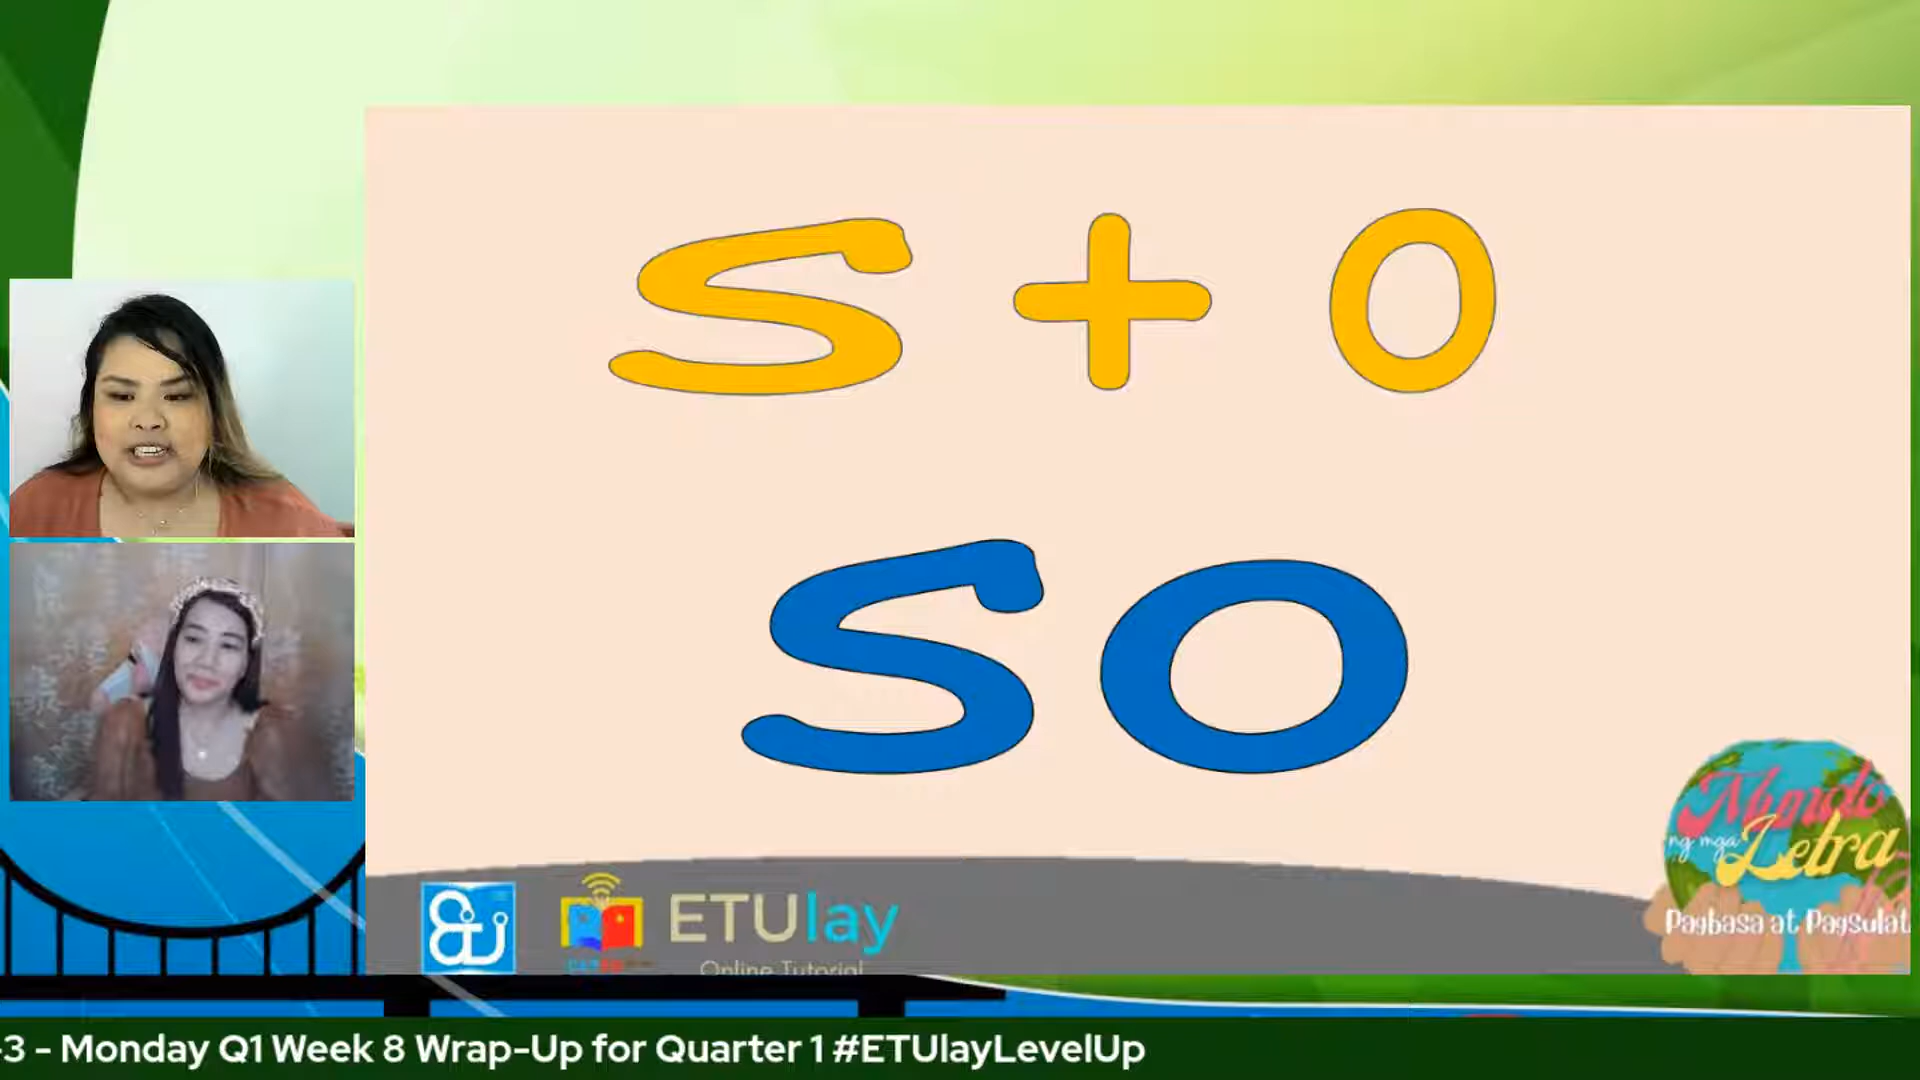 s + o
so
Mundo
ng mga Letra
Pagbasa at Pagsulat
ETUlay
Online Tutorial
-3 - Monday Q1 Week 8 Wrap-Up for Quarter 1 #ETUlayLevelUp